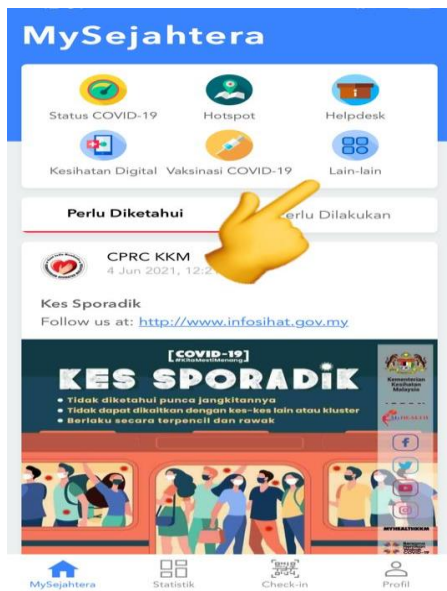 MySejahtera
Status COVID-19
Hotspot
Helpdesk
Kesihatan Digital
Vaksinasi COVID-19
Lain-lain
Perlu Diketahui
erlu Dilakukan
CPRC KKM
4 Jun 2021, 12:2
Kes Sporadik
Follow us at: http://www.infosihat.gov.my
[COVID-19]
#KitaMestiMenang
KES SPORADiK
• Tidak diketahui punca jangkitannya
• Tidak dapat dikaitkan dengan kes-kes lain atau kluster
• Berlaku secara terpencil dan rawak
Kementerian
Kesihatan
Malaysia
MYHEALTHKKM
MySejahtera
Statistik
Check-in
Profil